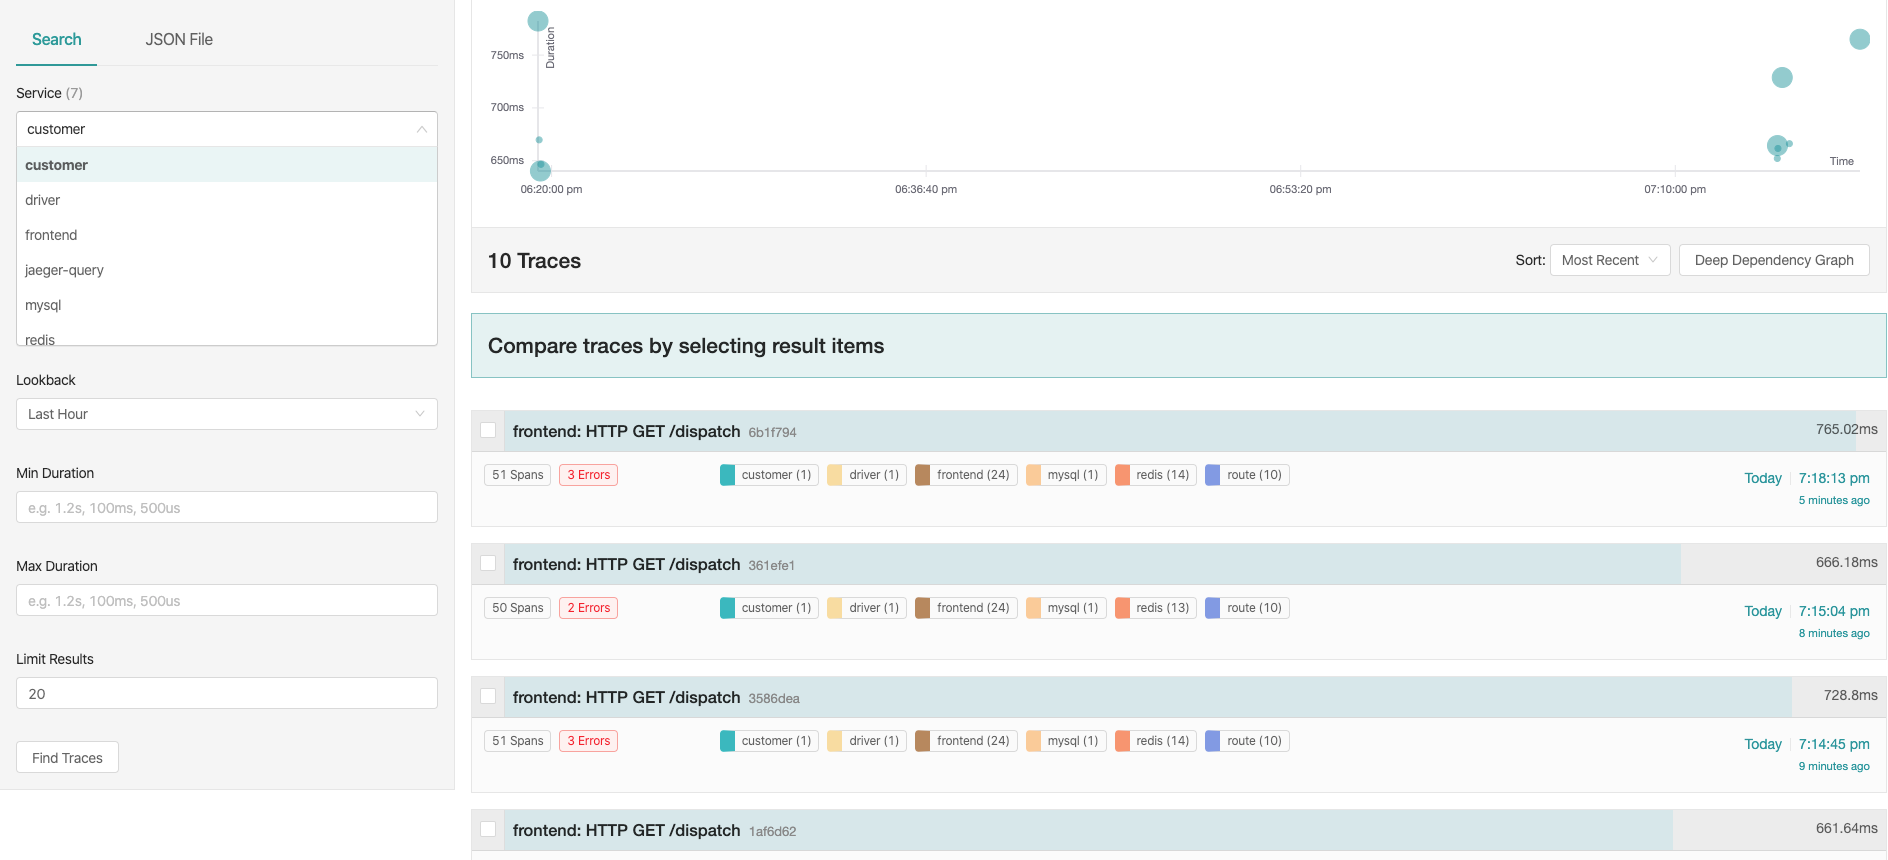 Search
JSON File
Service (7)
customer
customer
driver
frontend
jaeger-query
mysql
redis
Lookback
Last Hour
Min Duration
e.g. 1.2s, 100ms, 500us
Max Duration
e.g. 1.2s, 100ms, 500us
Limit Results
20
Find Traces
Duration
750ms
700ms
650ms
Time
06:20:00 pm
06:36:40 pm
06:53:20 pm
07:10:00 pm
10 Traces
Sort: Most Recent
Deep Dependency Graph
Compare traces by selecting result items
frontend: HTTP GET /dispatch 6b1f794
765.02ms
51 Spans
3 Errors
customer (1)
driver (1)
frontend (24)
mysql (1)
redis (14)
route (10)
Today
7:18:13 pm
5 minutes ago
frontend: HTTP GET /dispatch 361efe1
666.18ms
50 Spans
2 Errors
customer (1)
driver (1)
frontend (24)
mysql (1)
redis (13)
route (10)
Today
7:15:04 pm
8 minutes ago
frontend: HTTP GET /dispatch 3586dea
728.8ms
51 Spans
3 Errors
customer (1)
driver (1)
frontend (24)
mysql (1)
redis (14)
route (10)
Today
7:14:45 pm
9 minutes ago
frontend: HTTP GET /dispatch 1af6d62
661.64ms